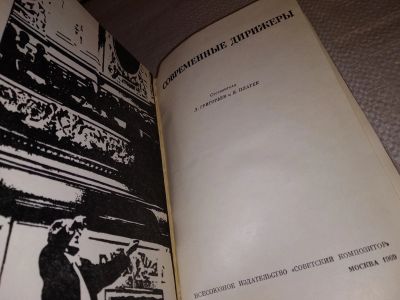 СОВРЕМЕННЫЕ ДИРИЖЕРЫ
Составители
Л. ГРИГОРЬЕВ и Я. ПЛАТЕК
ВСЕСОЮЗНОЕ ИЗДАТЕЛЬСТВО «СОВЕТСКИЙ КОМПОЗИТОР»
МОСКВА 1969